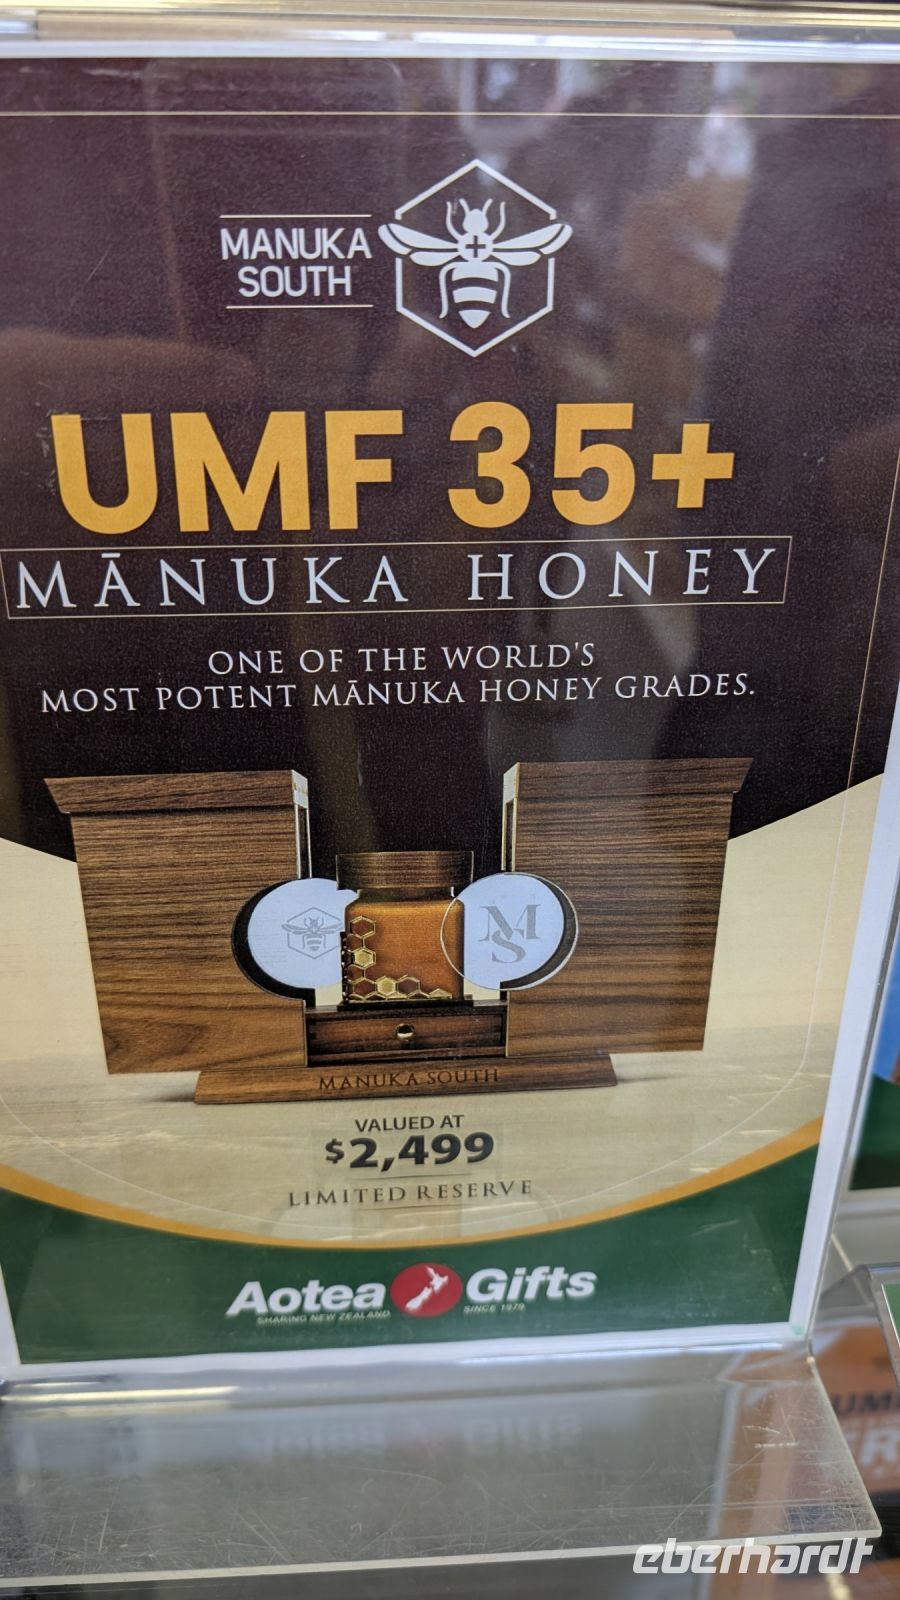 MANUKA
SOUTH
UMF 35+
MĀNUKA HONEY
ONE OF THE WORLD'S
MOST POTENT MĀNUKA HONEY GRADES.
MS
MANUKA SOUTH
VALUED AT
$2,499
LIMITED RESERVE
Aotea Gifts
SHARING NEW ZEALAND SINCE 1979
UM
eberhardt